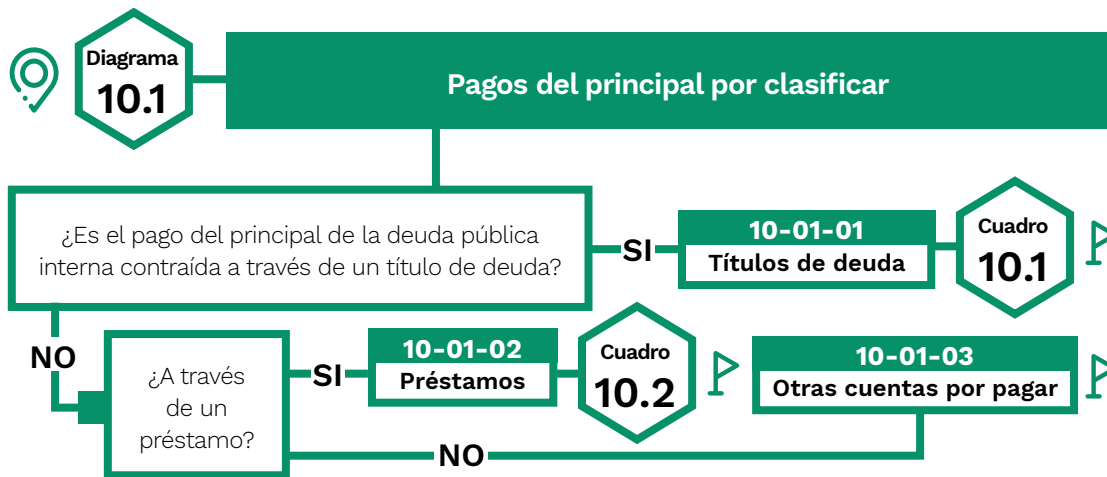 Diagrama
10.1
Pagos del principal por clasificar
¿Es el pago del principal de la deuda pública
interna contraída a través de un título de deuda?
SI
10-01-01
Títulos de deuda
Cuadro
10.1
NO
¿A través
de un
préstamo?
SI
10-01-02
Préstamos
Cuadro
10.2
10-01-03
Otras cuentas por pagar
NO